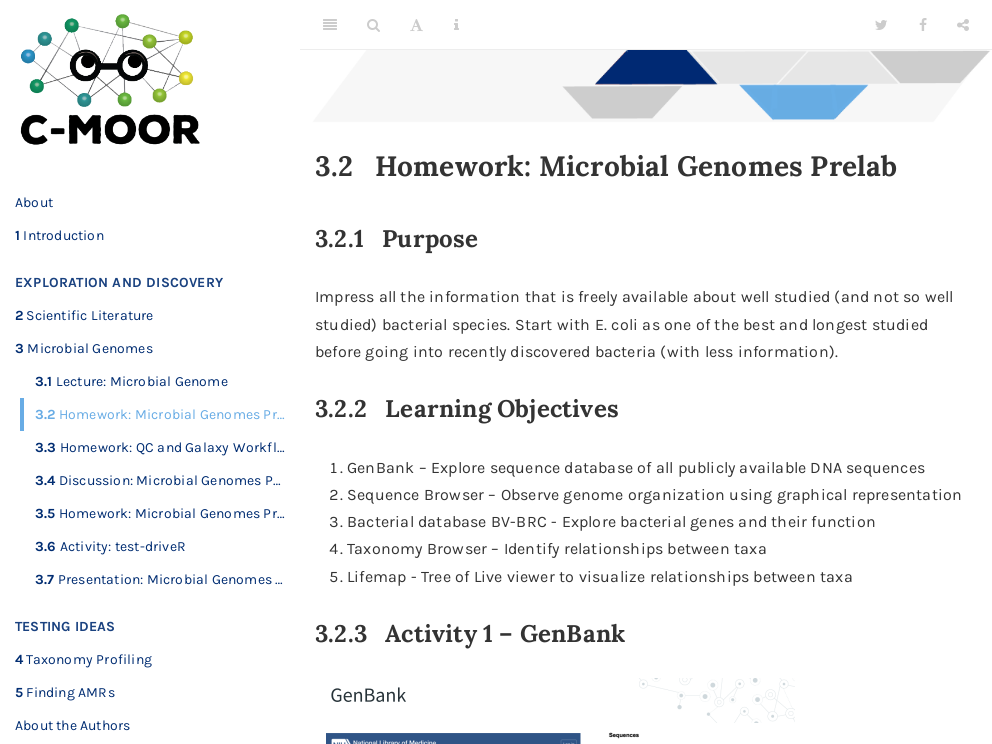 C-MOOR
About
1 Introduction
EXPLORATION AND DISCOVERY
2 Scientific Literature
3 Microbial Genomes
3.1 Lecture: Microbial Genome
3.2 Homework: Microbial Genomes Pr...
3.3 Homework: QC and Galaxy Workfl...
3.4 Discussion: Microbial Genomes P...
3.5 Homework: Microbial Genomes Pr...
3.6 Activity: test-driveR
3.7 Presentation: Microbial Genomes ...
TESTING IDEAS
4 Taxonomy Profiling
5 Finding AMRs
About the Authors
A
i
3.2 Homework: Microbial Genomes Prelab
3.2.1 Purpose
Impress all the information that is freely available about well studied (and not so well
studied) bacterial species. Start with E. coli as one of the best and longest studied
before going into recently discovered bacteria (with less information).
3.2.2 Learning Objectives
1. GenBank – Explore sequence database of all publicly available DNA sequences
2. Sequence Browser – Observe genome organization using graphical representation
3. Bacterial database BV-BRC - Explore bacterial genes and their function
4. Taxonomy Browser – Identify relationships between taxa
5. Lifemap - Tree of Live viewer to visualize relationships between taxa
3.2.3 Activity 1 – GenBank
GenBank
National Library of Medicine
Sequences